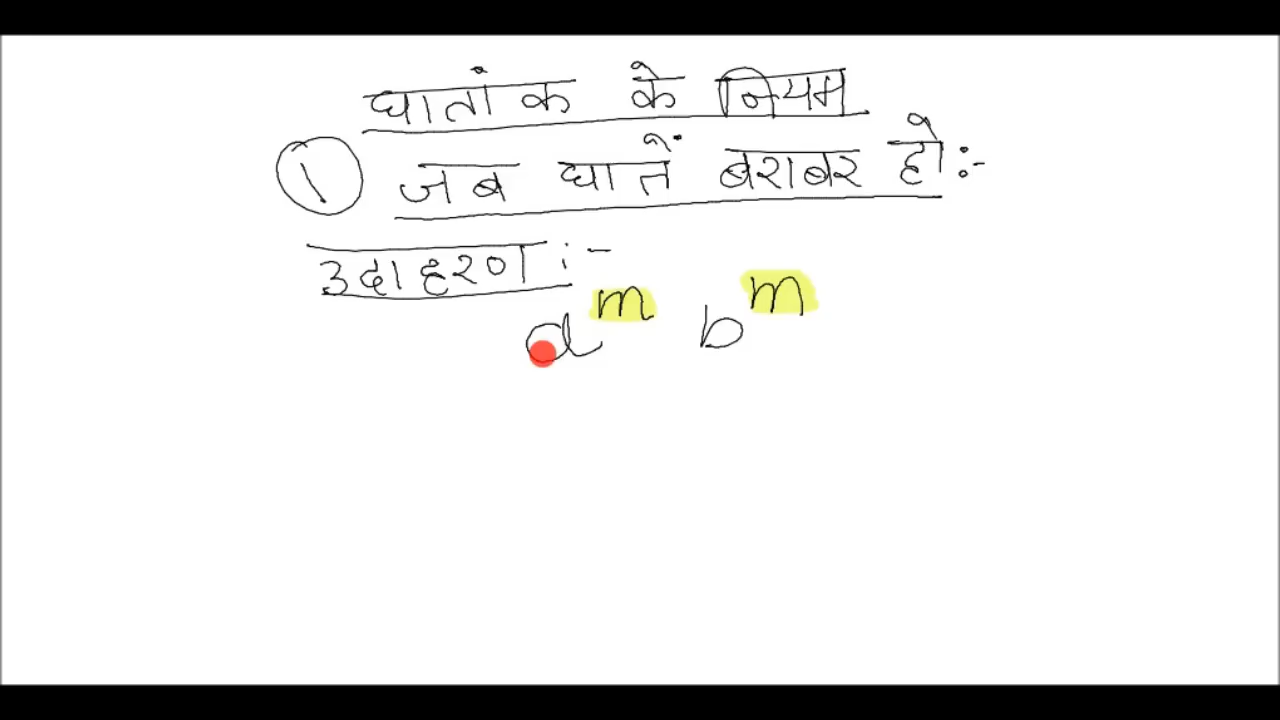 घातांक के नियम
① जब घातें बराबर हो :-
उदाहरण :-
a^m b^m